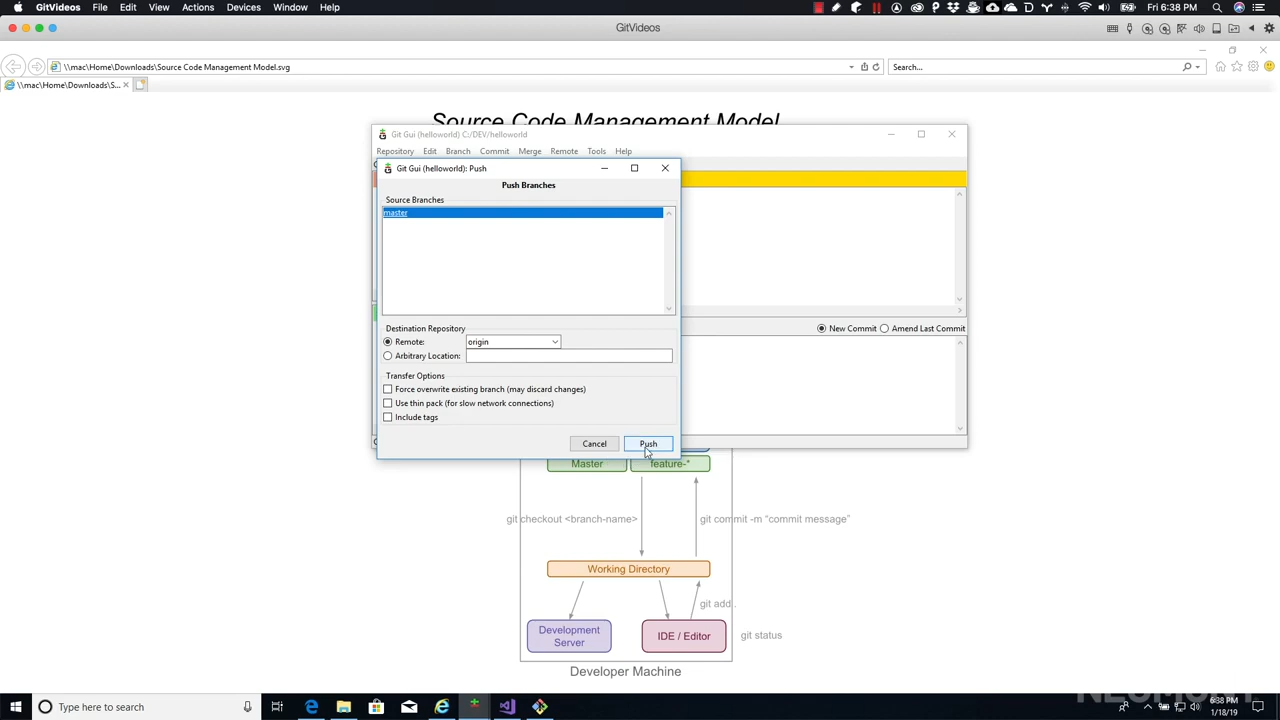 GitVideos File Edit View Actions Devices Window Help
Fri 6:38 PM
GitVideos
\\mac\Home\Downloads\Source Code Management Model.svg
Search...
\\mac\Home\Downloads\S...
Source Code Management Model
Git Gui (helloworld) C:/DEV/helloworld
Repository Edit Branch Commit Merge Remote Tools Help
Git Gui (helloworld): Push
Push Branches
Source Branches
master
Destination Repository
New Commit Amend Last Commit
Remote: origin
Arbitrary Location:
Transfer Options
Force overwrite existing branch (may discard changes)
Use thin pack (for slow network connections)
Include tags
Cancel Push
Master feature-*
git checkout <branch-name> git commit -m "commit message"
Working Directory
git add.
Development Server
IDE / Editor
git status
Developer Machine
Type here to search
6:38 PM
1/18/19